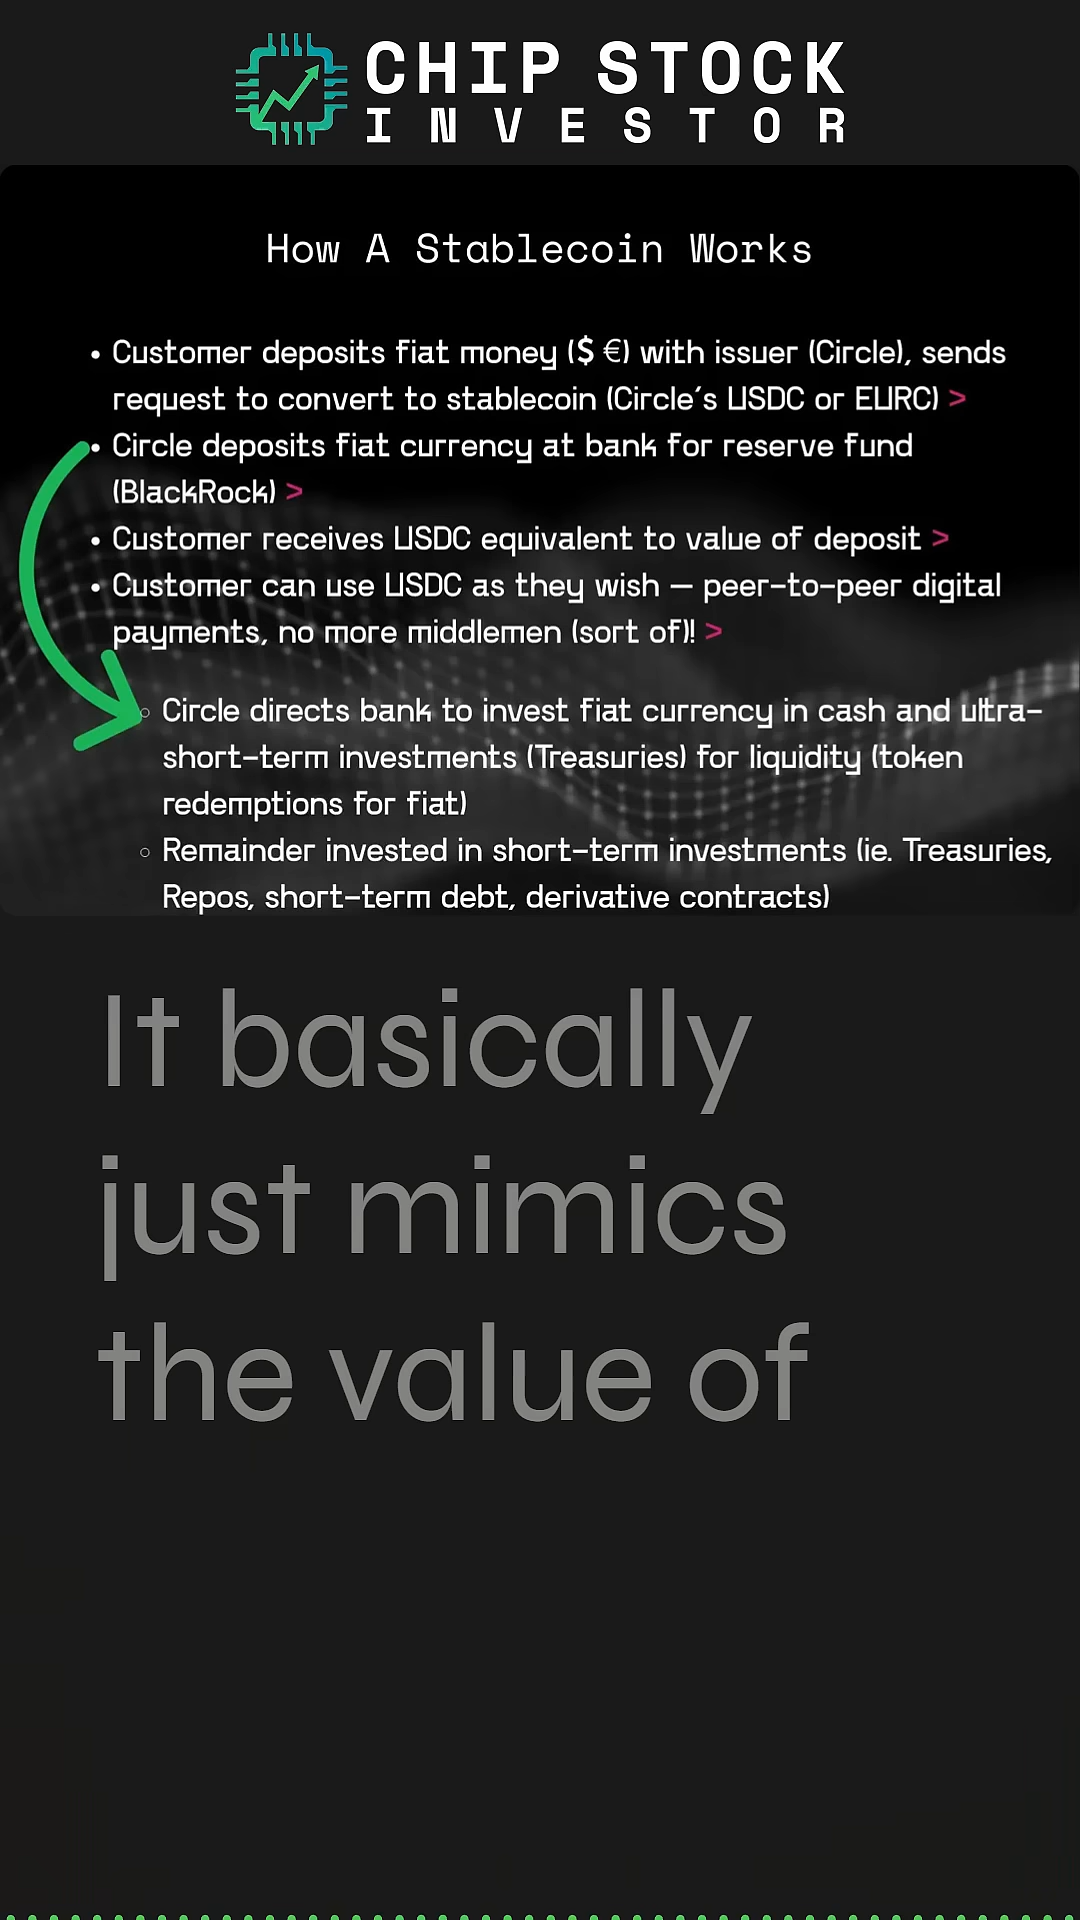 CHIP STOCK
INVESTOR
How A Stablecoin Works
• Customer deposits fiat money ($ €) with issuer (Circle), sends
request to convert to stablecoin (Circle's USDC or EURC) >
• Circle deposits fiat currency at bank for reserve fund
(BlackRock) >
• Customer receives USDC equivalent to value of deposit >
• Customer can use USDC as they wish — peer-to-peer digital
payments, no more middlemen (sort of)! >
○ Circle directs bank to invest fiat currency in cash and ultra-
short-term investments (Treasuries) for liquidity (token
redemptions for fiat)
○ Remainder invested in short-term investments (ie. Treasuries,
Repos, short-term debt, derivative contracts)
It basically
just mimics
the value of